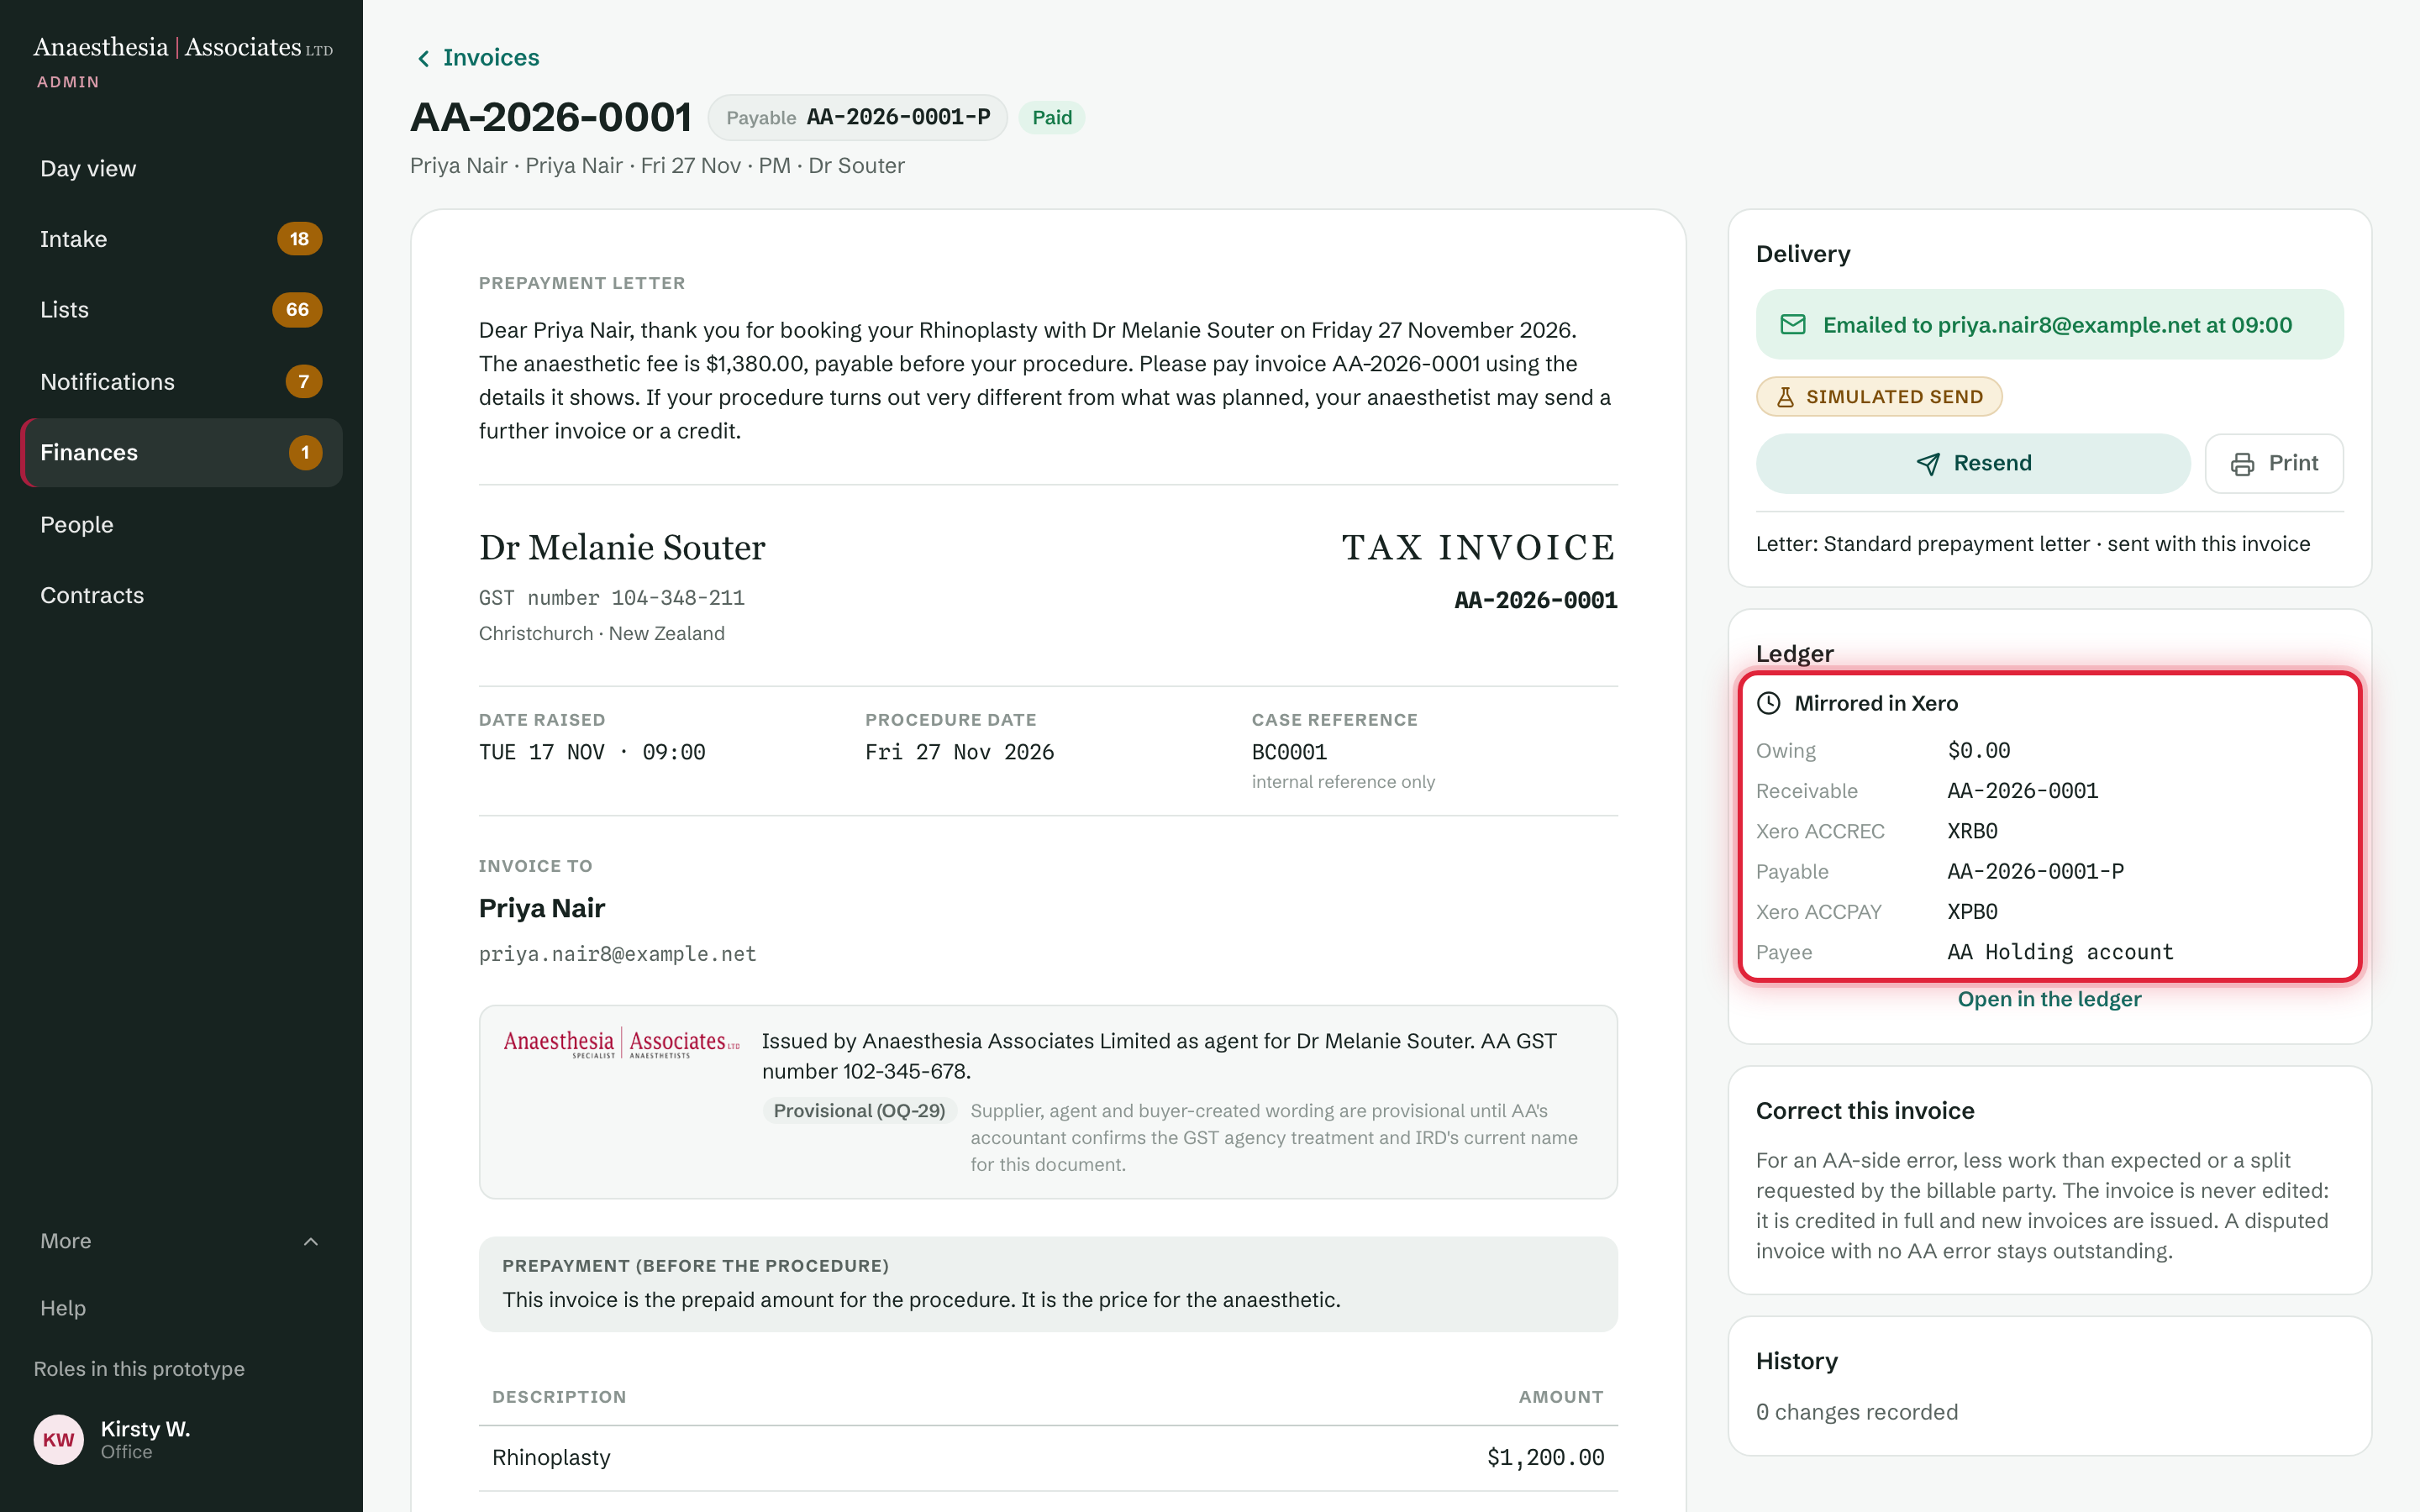 Anaesthesia | Associates LTD
ADMIN
Day view
Intake 18
Lists 66
Notifications 7
Finances 1
People
Contracts
More
Help
Roles in this prototype
KW
Kirsty W.
Office
Invoices
AA-2026-0001 Payable AA-2026-0001-P Paid
Priya Nair · Priya Nair · Fri 27 Nov · PM · Dr Souter
PREPAYMENT LETTER
Dear Priya Nair, thank you for booking your Rhinoplasty with Dr Melanie Souter on Friday 27 November 2026.
The anaesthetic fee is $1,380.00, payable before your procedure. Please pay invoice AA-2026-0001 using the
details it shows. If your procedure turns out very different from what was planned, your anaesthetist may send a
further invoice or a credit.
Dr Melanie Souter
GST number 104-348-211
Christchurch · New Zealand
TAX INVOICE
AA-2026-0001
DATE RAISED
TUE 17 NOV · 09:00
PROCEDURE DATE
Fri 27 Nov 2026
CASE REFERENCE
BC0001
internal reference only
INVOICE TO
Priya Nair
priya.nair8@example.net
Anaesthesia | Associates LTD
SPECIALIST ANAESTHETISTS
Issued by Anaesthesia Associates Limited as agent for Dr Melanie Souter. AA GST
number 102-345-678.
Provisional (OQ-29)
Supplier, agent and buyer-created wording are provisional until AA's
accountant confirms the GST agency treatment and IRD's current name
for this document.
PREPAYMENT (BEFORE THE PROCEDURE)
This invoice is the prepaid amount for the procedure. It is the price for the anaesthetic.
DESCRIPTION AMOUNT
Rhinoplasty $1,200.00
Delivery
Emailed to priya.nair8@example.net at 09:00
SIMULATED SEND
Resend
Print
Letter: Standard prepayment letter · sent with this invoice
Ledger
Mirrored in Xero
Owing $0.00
Receivable AA-2026-0001
Xero ACCREC XRB0
Payable AA-2026-0001-P
Xero ACCPAY XPB0
Payee AA Holding account
Open in the ledger
Correct this invoice
For an AA-side error, less work than expected or a split
requested by the billable party. The invoice is never edited:
it is credited in full and new invoices are issued. A disputed
invoice with no AA error stays outstanding.
History
0 changes recorded